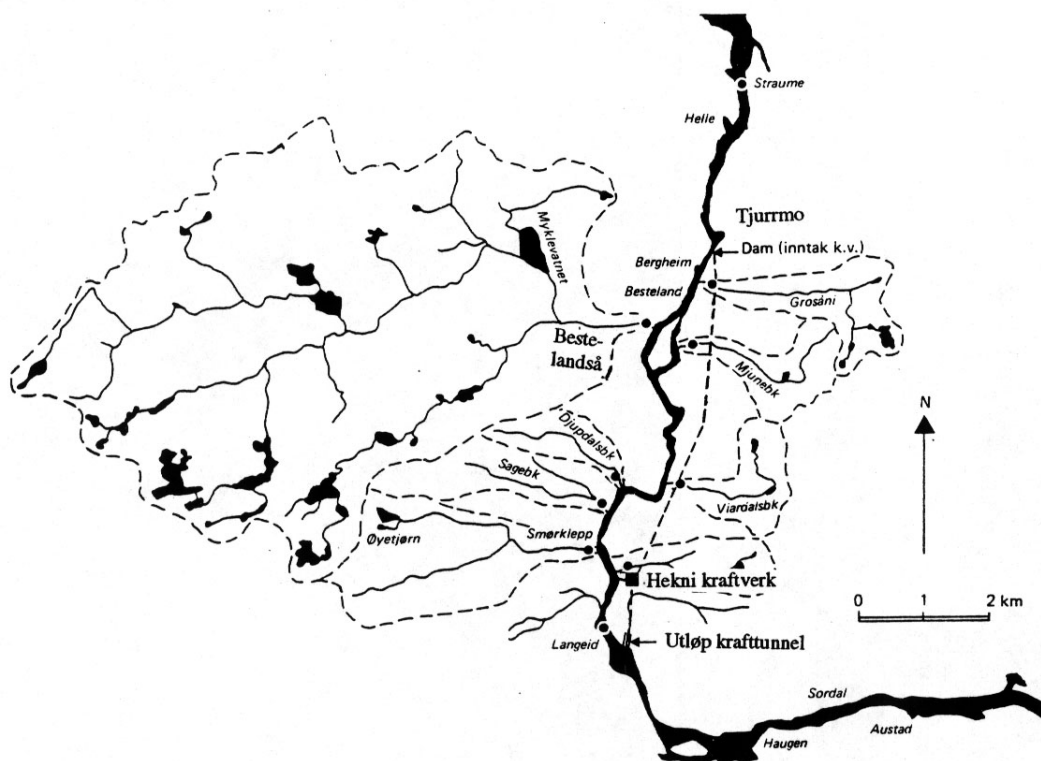 Straume
Helle
Tjurrmo
Dam (inntak k.v.)
Myklevatnet
Bergheim
Besteland
Grosåni
Beste-
landså
Mjunebk
N
Djupdalsbk
Sagebk
Viardalsbk
Øyetjørn
Smørklepp
Hekni kraftverk
0 1 2 km
Langeid
Utløp krafttunnel
Sordal
Austad
Haugen